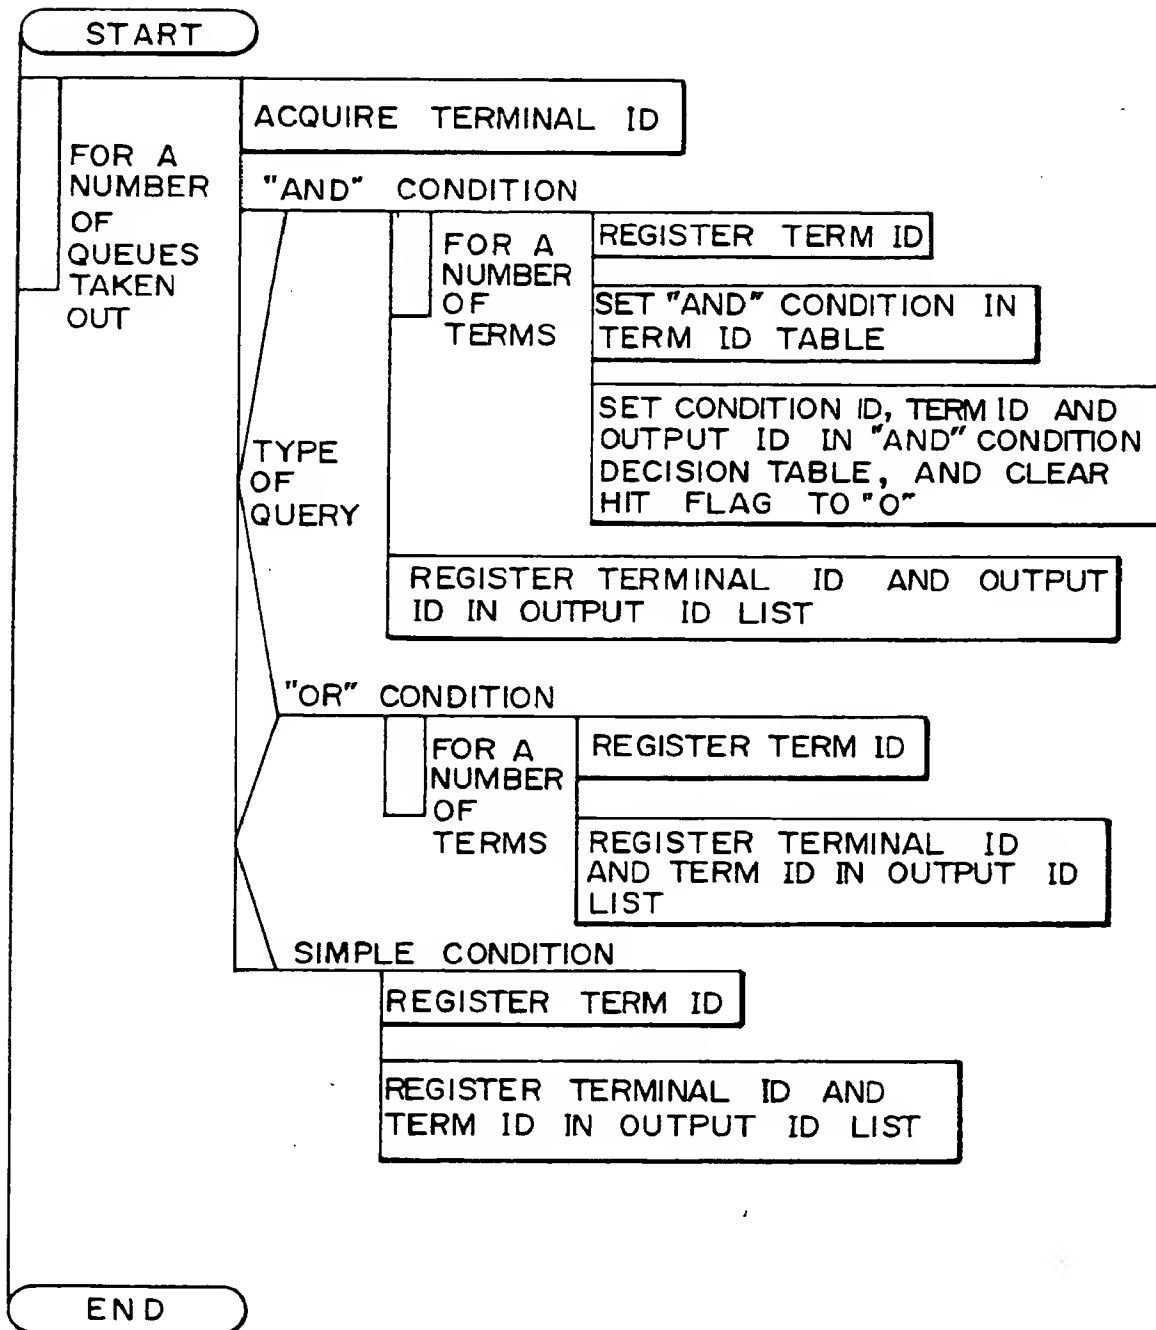 START
FOR A
NUMBER
OF
QUEUES
TAKEN
OUT
ACQUIRE TERMINAL ID
TYPE
OF
QUERY
"AND" CONDITION
FOR A
NUMBER
OF
TERMS
REGISTER TERM ID
SET "AND" CONDITION IN
TERM ID TABLE
SET CONDITION ID, TERM ID AND
OUTPUT ID IN "AND" CONDITION
DECISION TABLE, AND CLEAR
HIT FLAG TO "0"
REGISTER TERMINAL ID AND OUTPUT
ID IN OUTPUT ID LIST
"OR" CONDITION
FOR A
NUMBER
OF
TERMS
REGISTER TERM ID
REGISTER TERMINAL ID
AND TERM ID IN OUTPUT ID
LIST
SIMPLE CONDITION
REGISTER TERM ID
REGISTER TERMINAL ID AND
TERM ID IN OUTPUT ID LIST
END